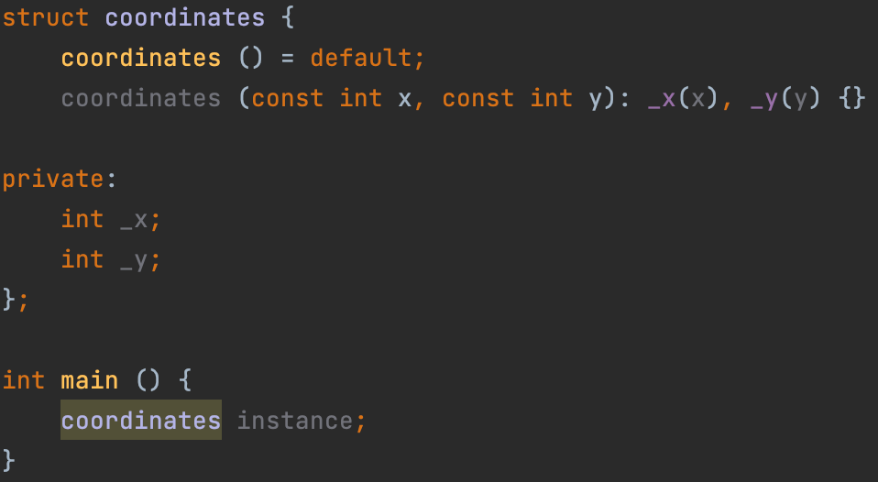 struct coordinates {
    coordinates () = default;
    coordinates (const int x, const int y): _x(x), _y(y) {}

private:
    int _x;
    int _y;
};

int main () {
    coordinates instance;
}